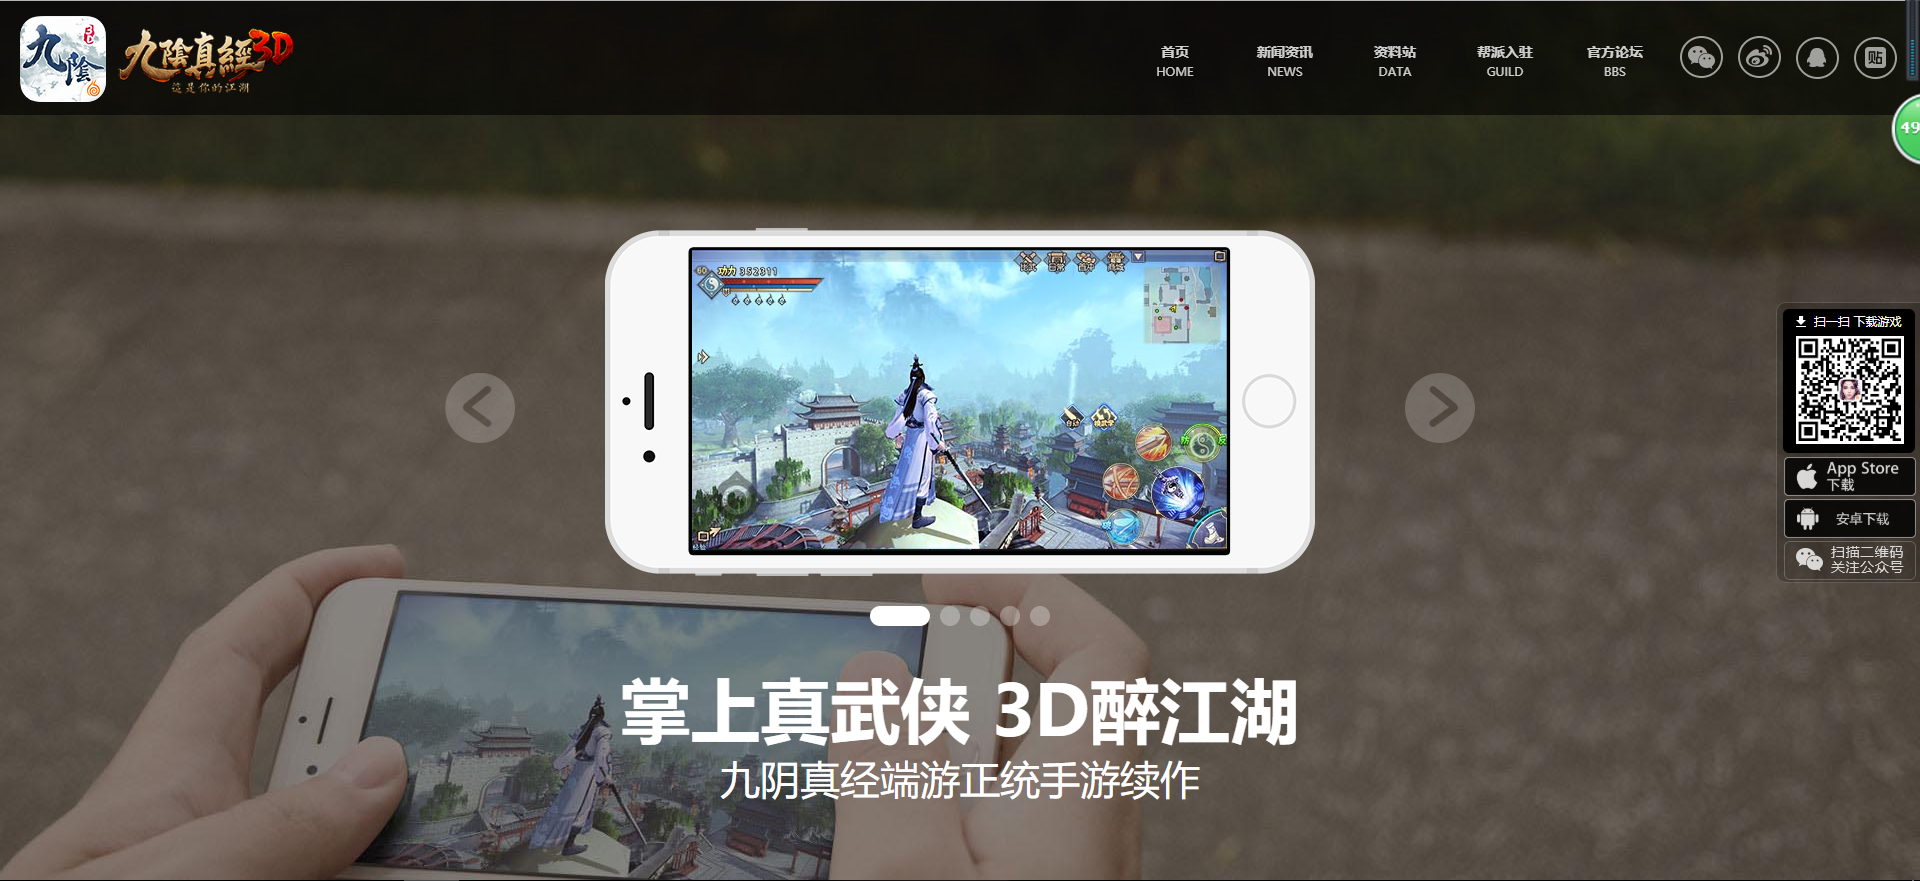 九陰
3D
九陰真經3D
這是你的江湖
首页
HOME
新闻资讯
NEWS
资料站
DATA
帮派入驻
GUILD
官方论坛
BBS
贴
49
功力 352311
60
扫一扫 下载游戏
App Store
下载
安卓下载
扫描二维码
关注公众号
掌上真武侠 3D醉江湖
九阴真经端游正统手游续作